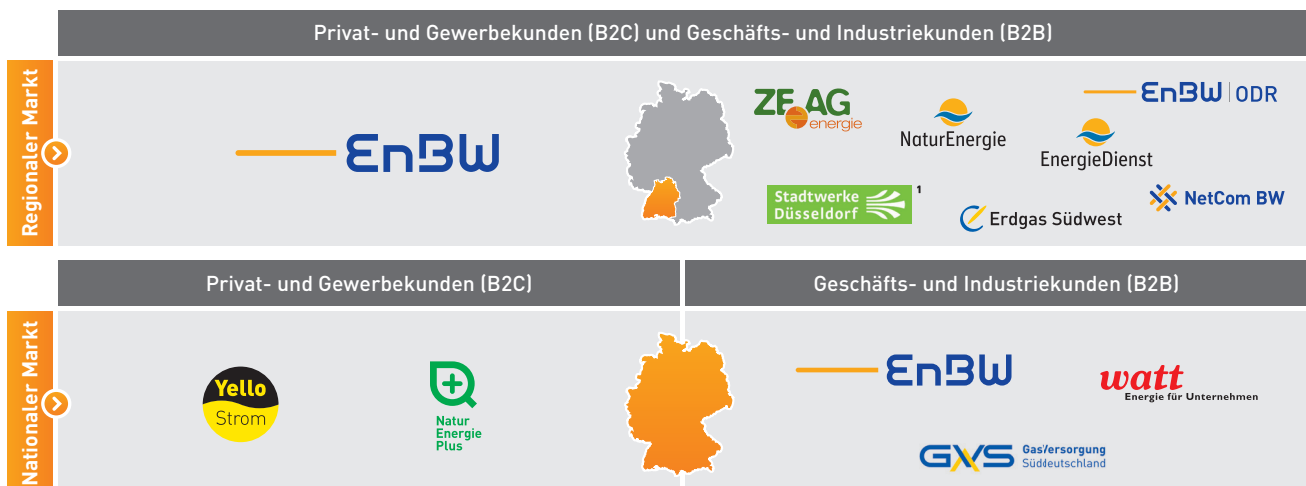 Privat- und Gewerbekunden (B2C) und Geschäfts- und Industriekunden (B2B)
Regionaler Markt
EnBW
ZEAG
energie
NaturEnergie
EnBW | ODR
EnergieDienst
Stadtwerke
Düsseldorf
1
Erdgas Südwest
NetCom BW
Privat- und Gewerbekunden (B2C)
Geschäfts- und Industriekunden (B2B)
Nationaler Markt
Yello
Strom
Natur
Energie
Plus
EnBW
watt
Energie für Unternehmen
GVS
GasVersorgung
Süddeutschland